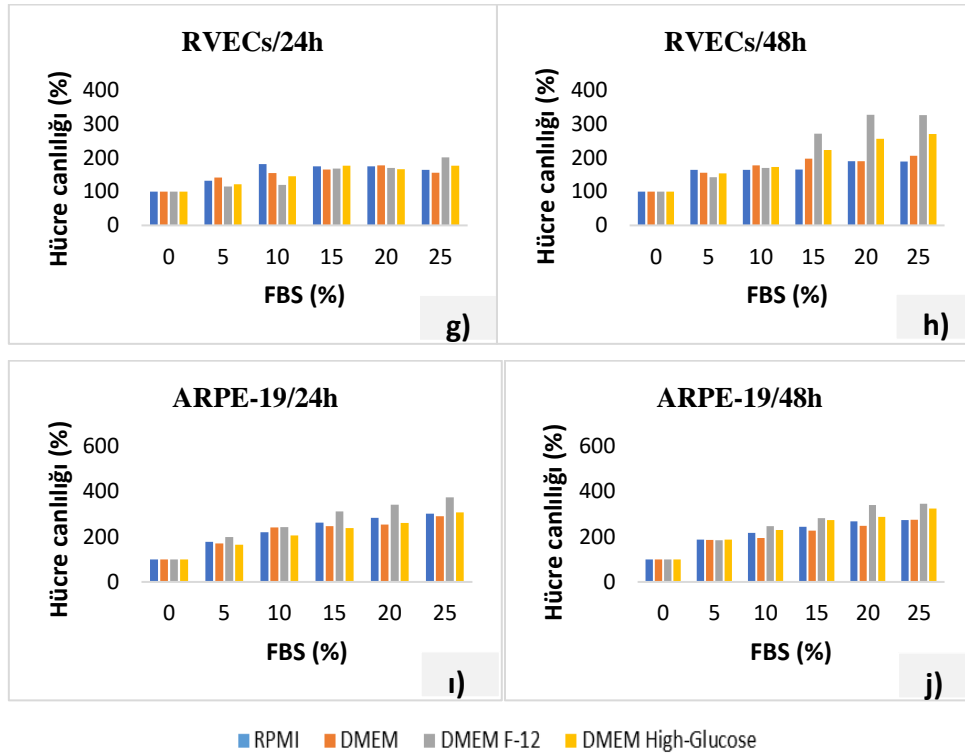 RVECs/24h
Hücre canlılığı (%)
400
300
200
100
0
0 5 10 15 20 25
FBS (%)
g)
RVECs/48h
Hücre canlılığı (%)
400
300
200
100
0
0 5 10 15 20 25
FBS (%)
h)
ARPE-19/24h
Hücre canlılığı (%)
600
400
200
0
0 5 10 15 20 25
FBS (%)
ı)
ARPE-19/48h
Hücre canlılığı (%)
600
400
200
0
0 5 10 15 20 25
FBS (%)
j)
RPMI DMEM DMEM F-12 DMEM High-Glucose